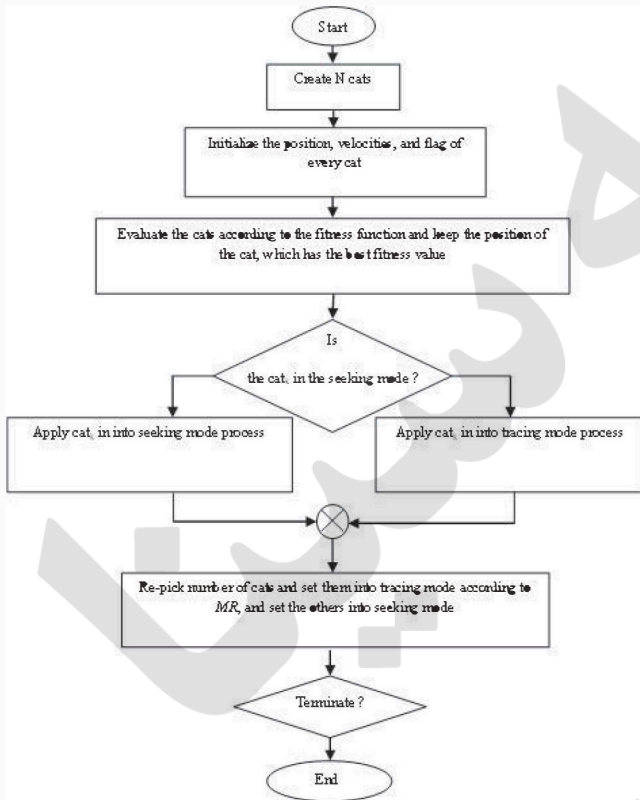 Start
Create N cats
Initialize the position, velocities, and flag of
every cat
Evaluate the cats according to the fitness function and keep the position of
the cat, which has the best fitness value
Is
the catₖ in the seeking mode ?
Apply catₖ in into seeking mode process
Apply catₖ in into tracing mode process
Re-pick number of cats and set them into tracing mode according to
MR, and set the others into seeking mode
Terminate ?
End